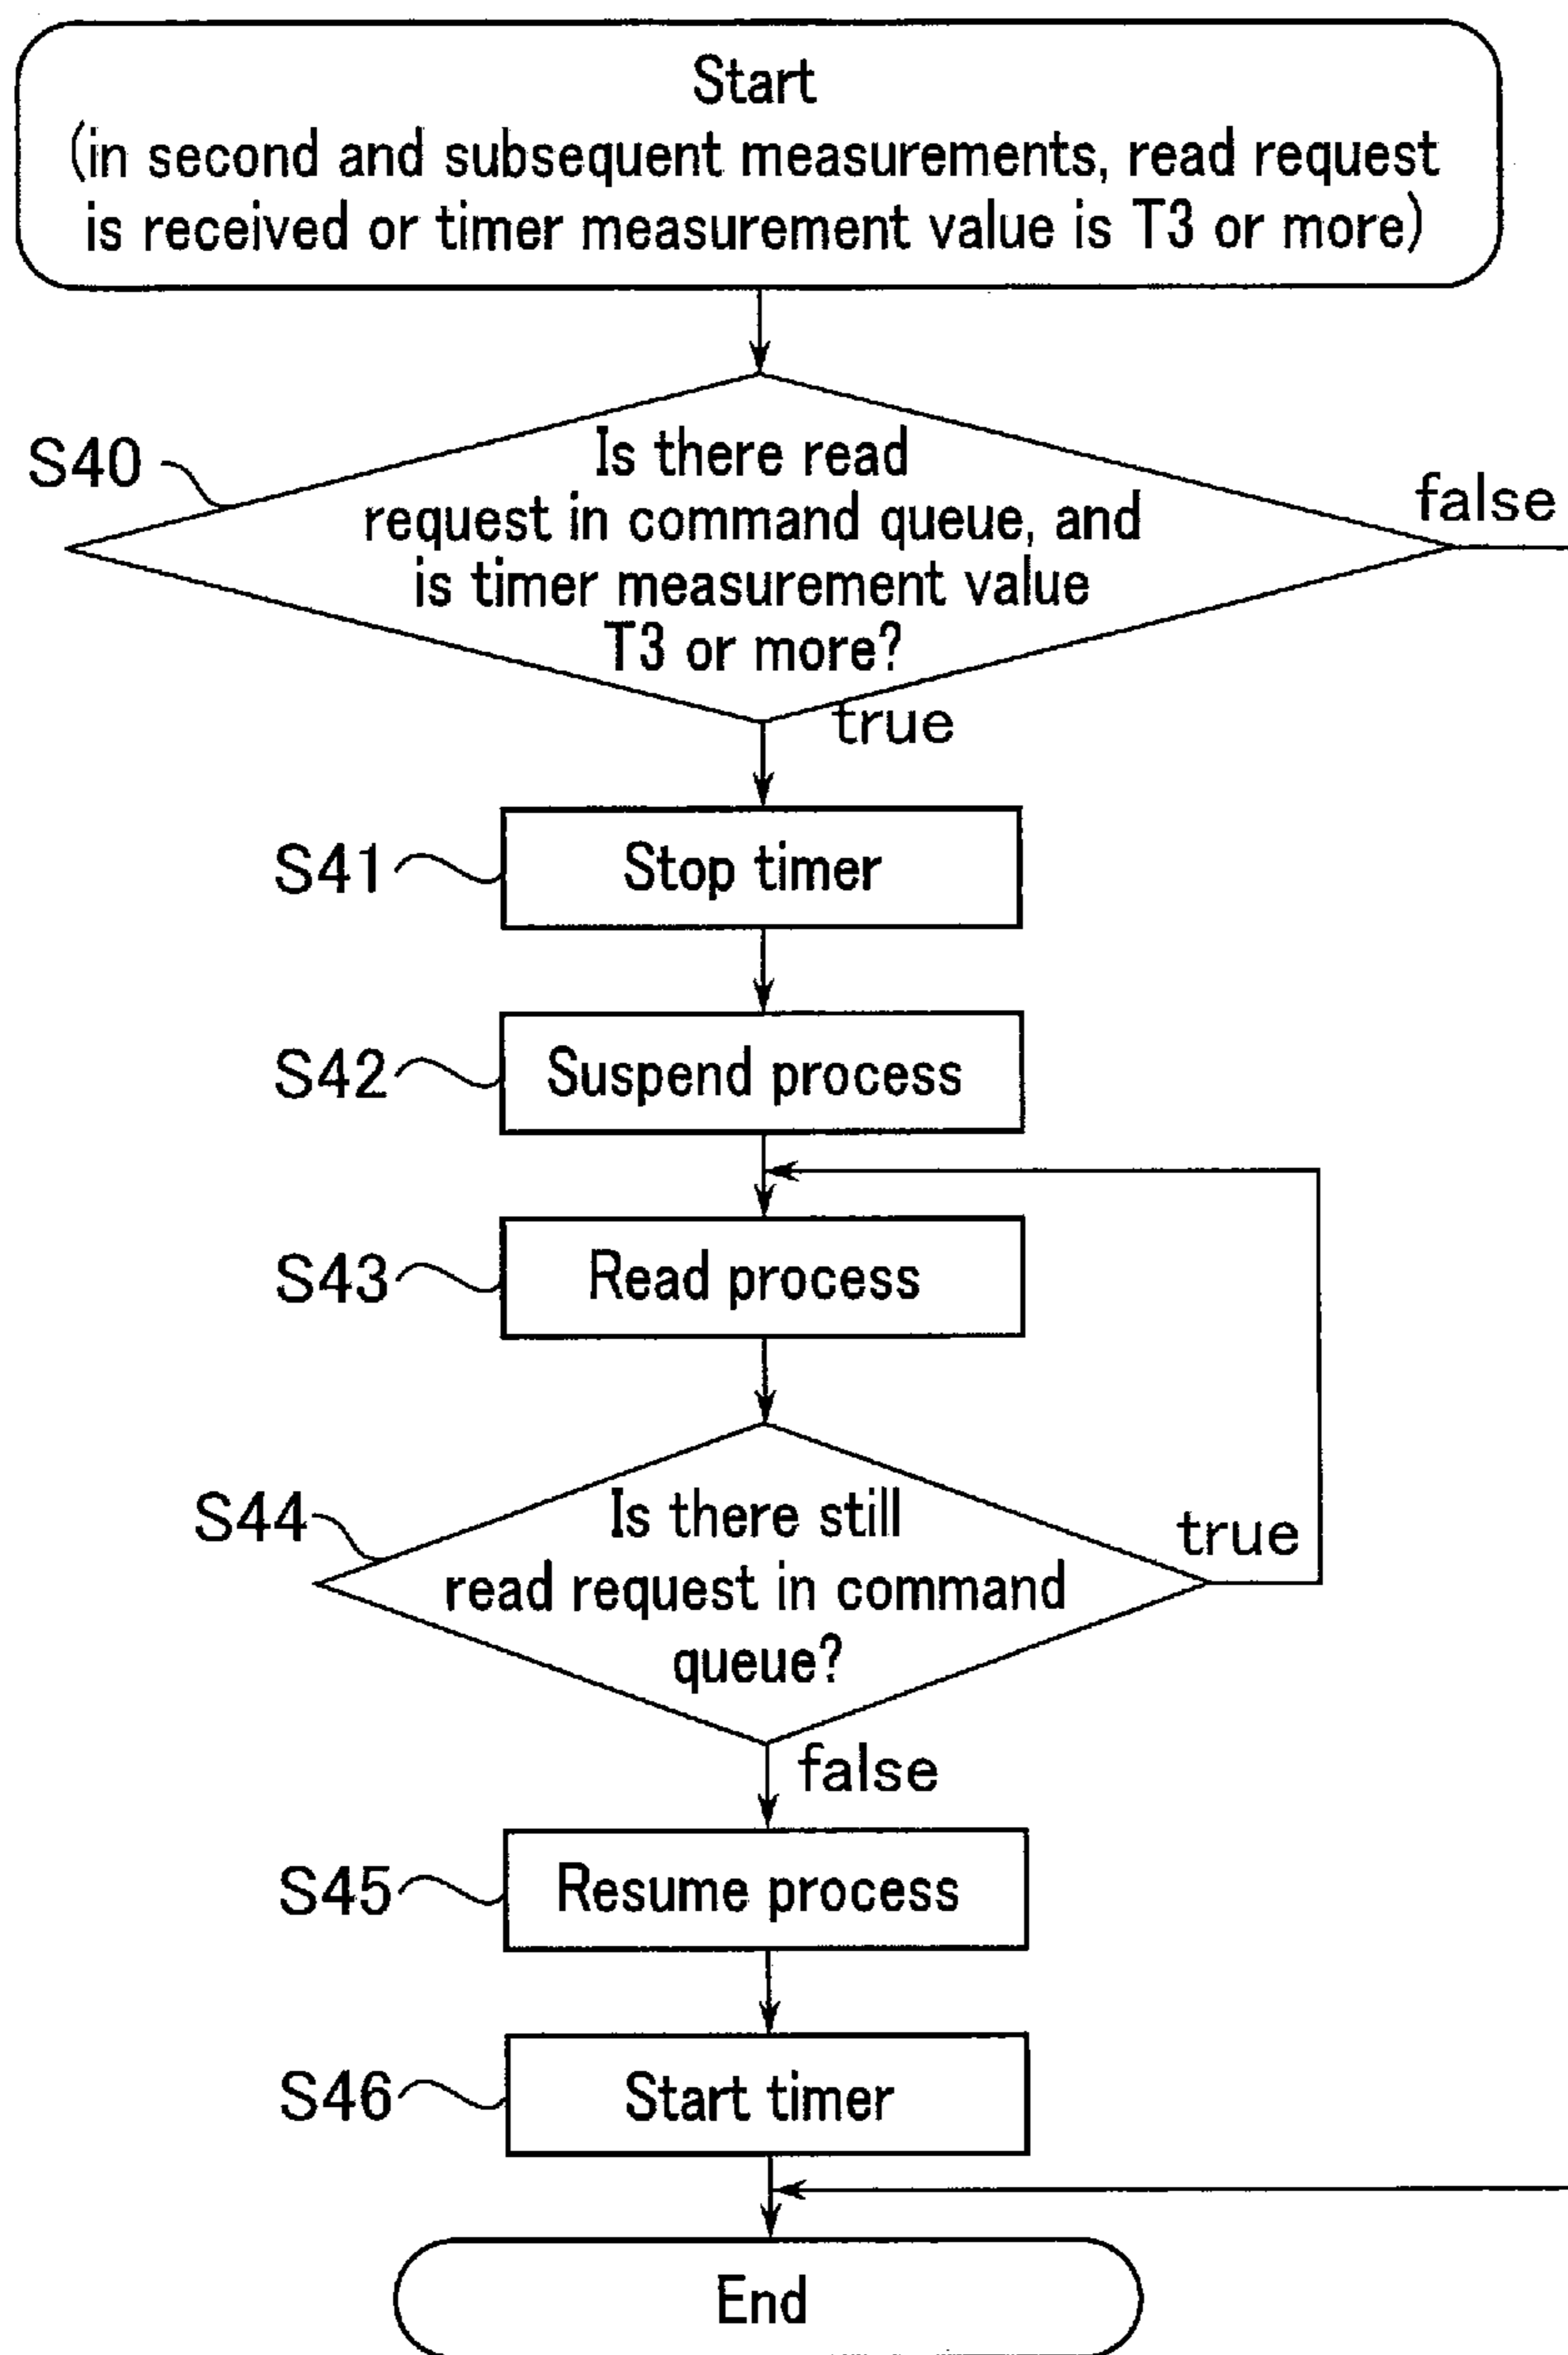 Start
(in second and subsequent measurements, read request
is received or timer measurement value is T3 or more)
S40
Is there read
request in command queue, and
is timer measurement value
T3 or more?
false
true
S41
Stop timer
S42
Suspend process
S43
Read process
S44
Is there still
read request in command
queue?
true
false
S45
Resume process
S46
Start timer
End